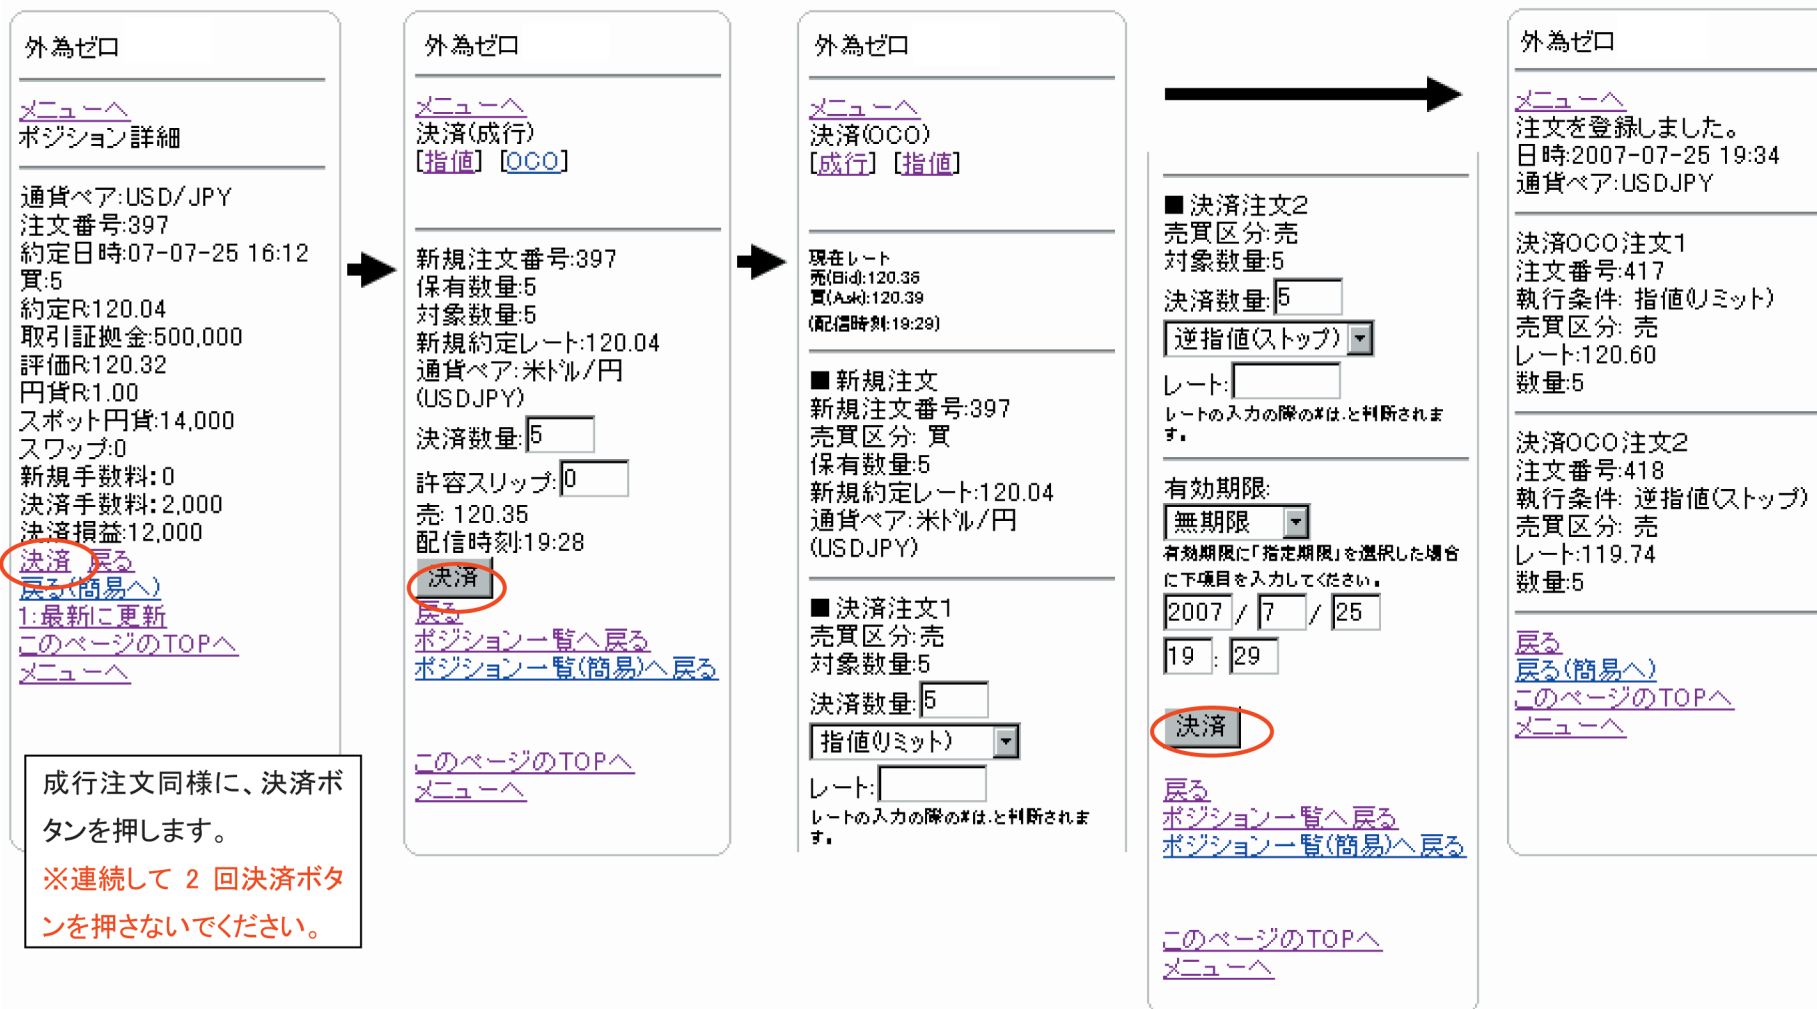 外為ゼロ
メニューへ
ポジション詳細
通貨ペア:USD/JPY
注文番号:397
約定日時:07-07-25 16:12
買:5
約定R:120.04
取引証拠金:500,000
評価R:120.32
円貨R:1.00
スポット円貨:14,000
スワップ:0
新規手数料:0
決済手数料:2,000
決済損益:12,000
決済 戻る
戻る(簡易へ)
1:最新に更新
このページのTOPへ
メニューへ
成行注文同様に、決済ボ
タンを押します。
※連続して 2 回決済ボタ
ンを押さないでください。
外為ゼロ
メニューへ
決済(成行)
[指値] [OCO]
新規注文番号:397
保有数量:5
対象数量:5
新規約定レート:120.04
通貨ペア:米ドル/円
(USDJPY)
決済数量:5
許容スリップ:0
売: 120.35
配信時刻:19:28
決済
戻る
ポジション一覧へ戻る
ポジション一覧(簡易)へ戻る
このページのTOPへ
メニューへ
外為ゼロ
メニューへ
決済(OCO)
[成行] [指値]
現在レート
売(Bid):120.36
買(Ask):120.39
(配信時刻:19:29)
■新規注文
新規注文番号:397
売買区分: 買
保有数量:5
新規約定レート:120.04
通貨ペア:米ドル/円
(USDJPY)
■決済注文1
売買区分:売
対象数量:5
決済数量:5
指値(リミット)
レート:
レートの入力の際の*は.と判断されま
す。
■決済注文2
売買区分:売
対象数量:5
決済数量:5
逆指値(ストップ)
レート:
レートの入力の際の*は.と判断されま
す。
有効期限:
無期限
有効期限に「指定期限」を選択した場合
に下項目を入力してください。
2007 / 7 / 25
19 : 29
決済
戻る
ポジション一覧へ戻る
ポジション一覧(簡易)へ戻る
このページのTOPへ
メニューへ
外為ゼロ
メニューへ
注文を登録しました。
日時:2007-07-25 19:34
通貨ペア:USDJPY
決済OCO注文1
注文番号:417
執行条件: 指値(リミット)
売買区分: 売
レート:120.60
数量:5
決済OCO注文2
注文番号:418
執行条件: 逆指値(ストップ)
売買区分: 売
レート:119.74
数量:5
戻る
戻る(簡易へ)
このページのTOPへ
メニューへ